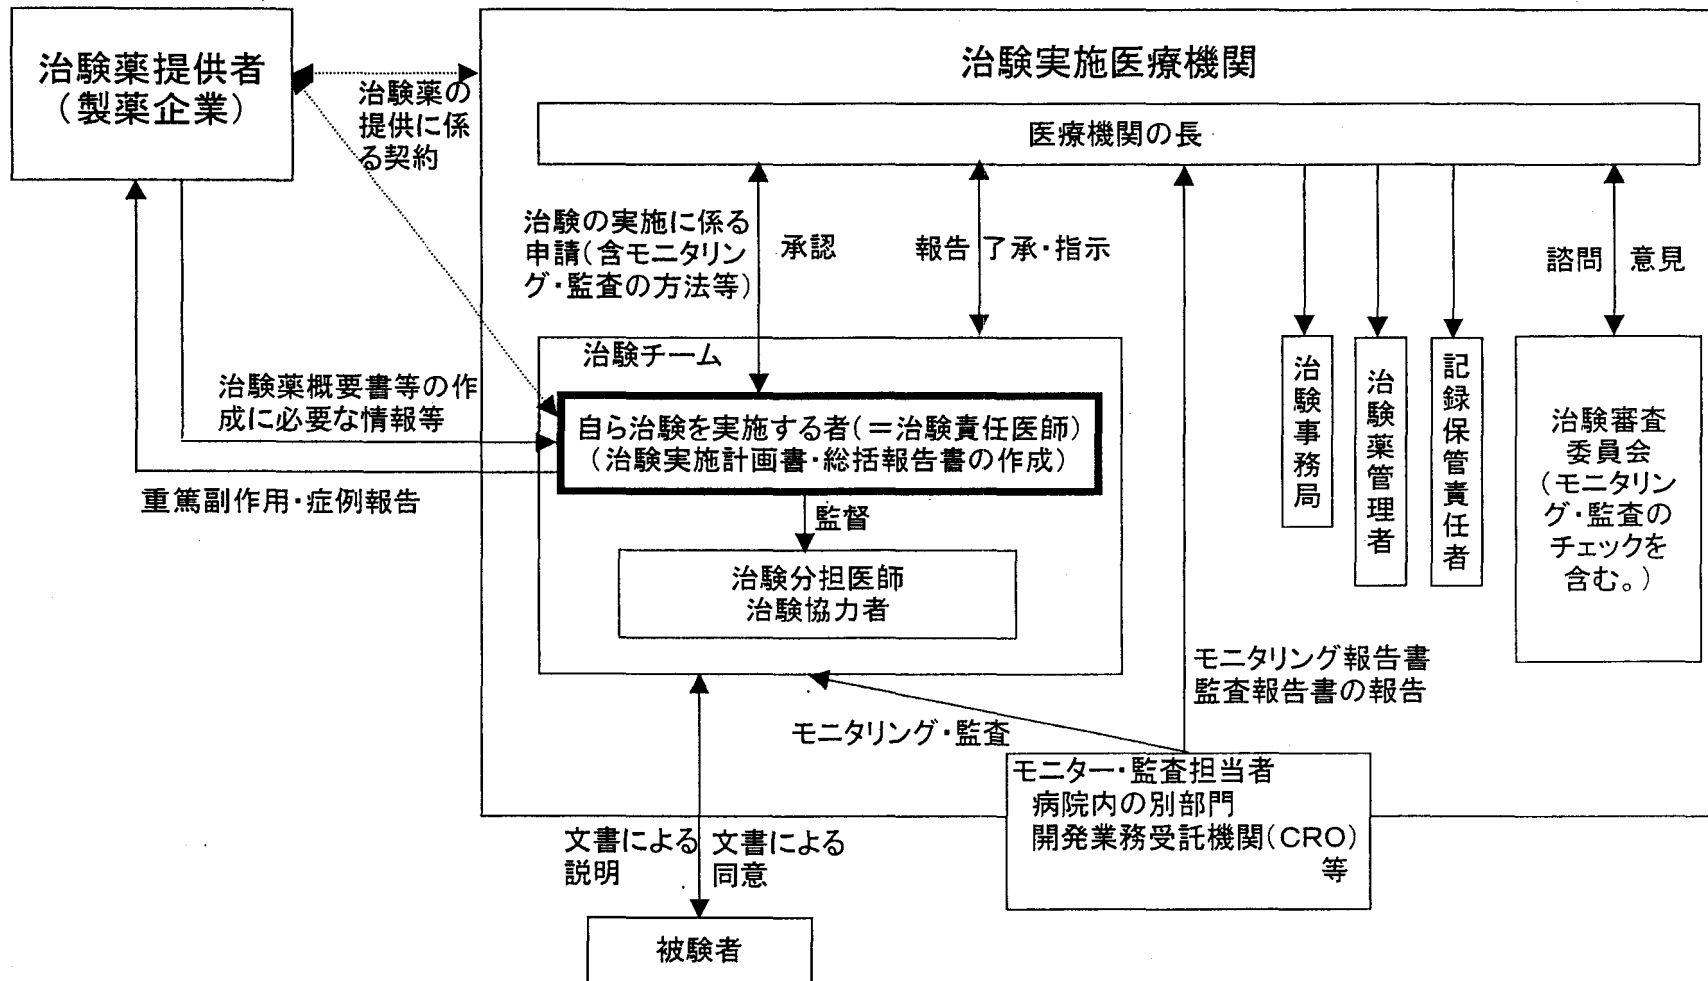 治験薬提供者
（製薬企業）
治験薬の
提供に係
る契約
治験実施医療機関
医療機関の長
治験の実施に係る
申請(含モニタリン
グ・監査の方法等)
承認
報告
了承・指示
諮問
意見
治験チーム
自ら治験を実施する者(＝治験責任医師)
(治験実施計画書・総括報告書の作成)
監督
治験分担医師
治験協力者
治験薬概要書等の作
成に必要な情報等
重篤副作用・症例報告
治験事務局
治験薬管理者
記録保管責任者
治験審査
委員会
(モニタリン
グ・監査の
チェックを
含む。)
モニタリング報告書
監査報告書の報告
モニタリング・監査
モニター・監査担当者
病院内の別部門
開発業務受託機関(CRO)
等
文書による
説明
文書による
同意
被験者